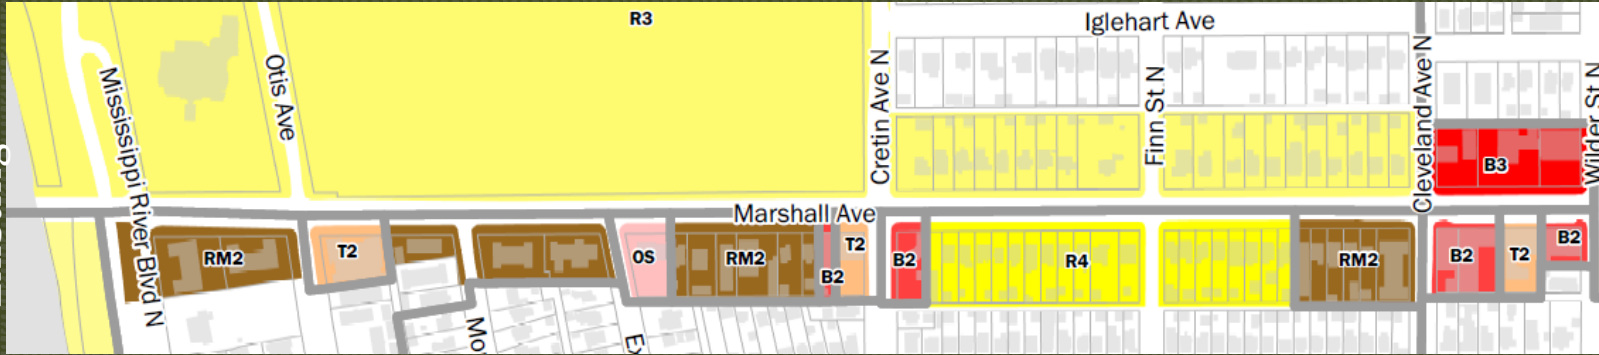 R3
Iglehart Ave
Mississippi River Blvd N
Otis Ave
Cretin Ave N
Finn St N
Cleveland Ave N
Wilder St N
B3
Marshall Ave
RM2
T2
OS
RM2
B2
T2
B2
R4
RM2
B2
T2
B2